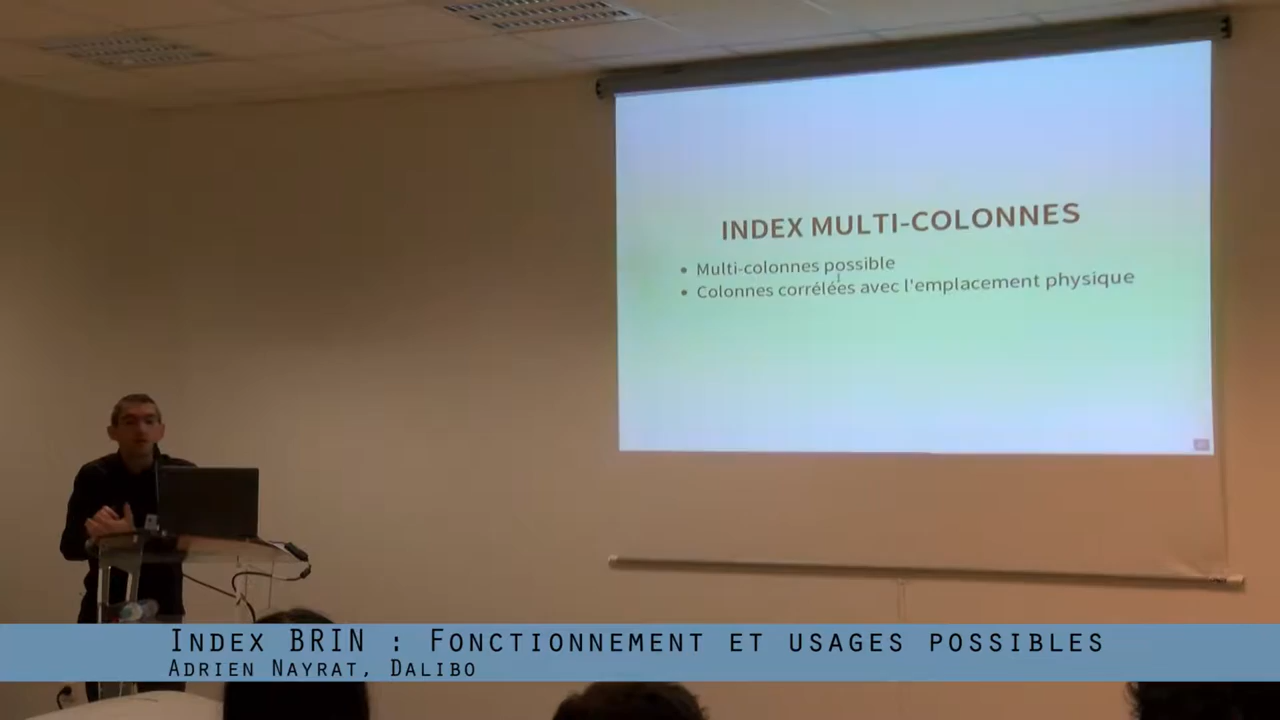 INDEX MULTI-COLONNES
• Multi-colonnes possible
• Colonnes corrélées avec l'emplacement physique
INDEX BRIN : FONCTIONNEMENT ET USAGES POSSIBLES
ADRIEN NAYRAT, DALIBO